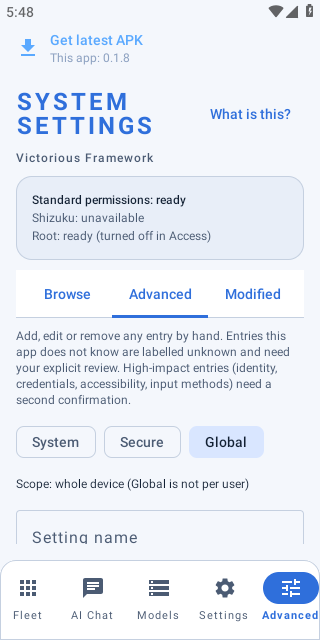 5:48
Get latest APK
This app: 0.1.8
SYSTEM
SETTINGS
What is this?
Victorious Framework
Standard permissions: ready
Shizuku: unavailable
Root: ready (turned off in Access)
Browse
Advanced
Modified
Add, edit or remove any entry by hand. Entries this
app does not know are labelled unknown and need
your explicit review. High-impact entries (identity,
credentials, accessibility, input methods) need a
second confirmation.
System
Secure
Global
Scope: whole device (Global is not per user)
Setting name
Fleet
AI Chat
Models
Settings
Advanced